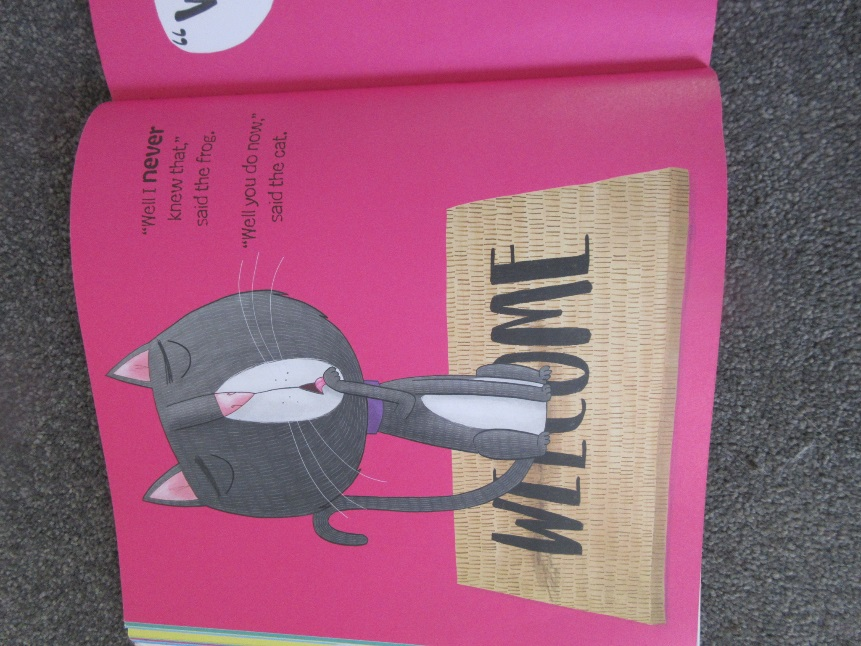 “Well I never
knew that,”
said the frog.
“Well you do now,”
said the cat.
WELCOME